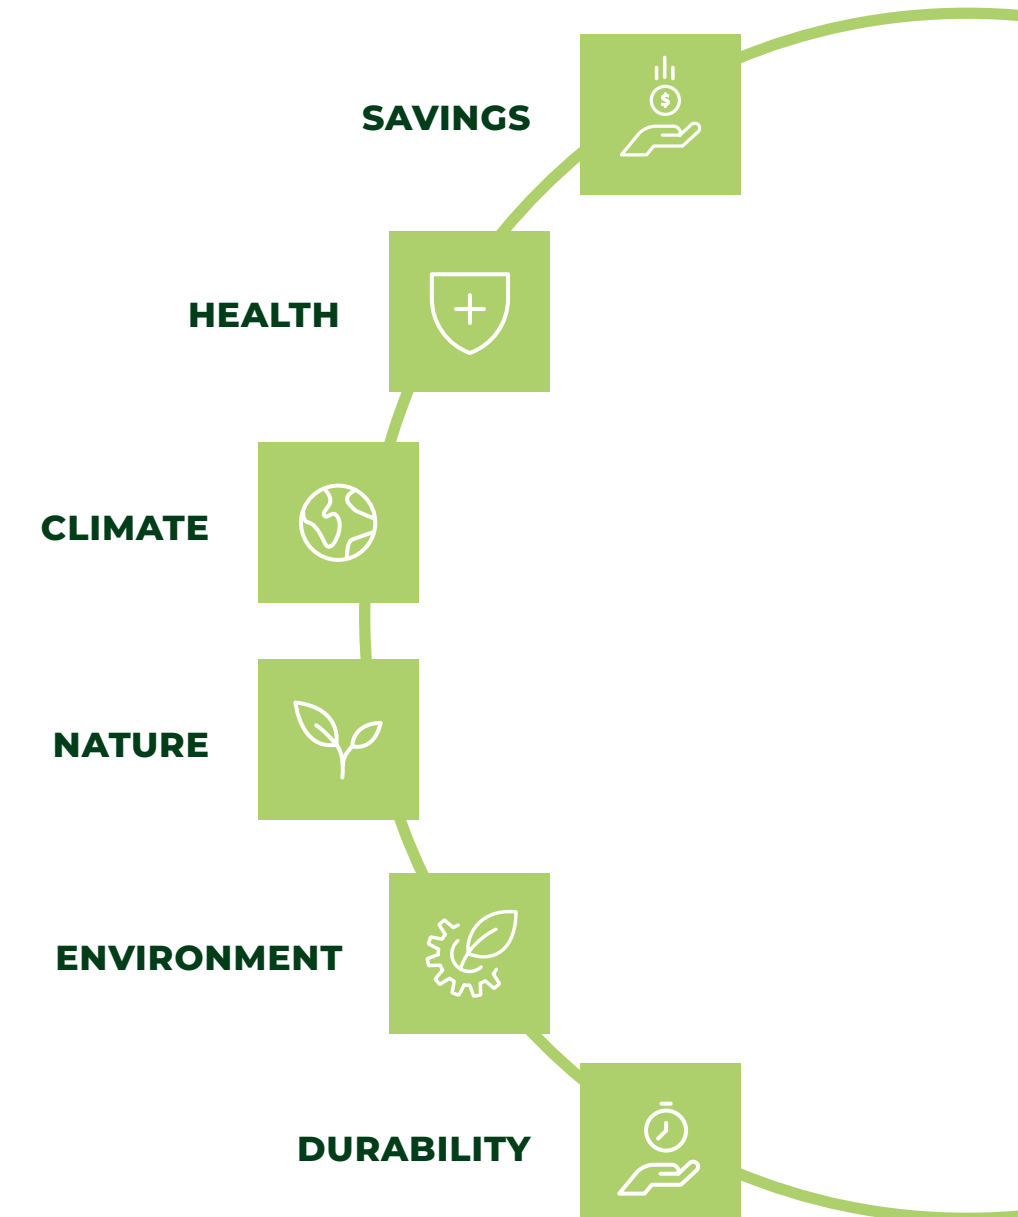 SAVINGS
$
HEALTH
CLIMATE
NATURE
ENVIRONMENT
DURABILITY